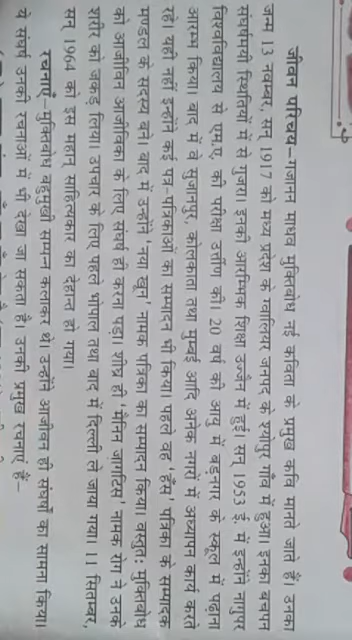 जीवन परिचय–गजानन माधव मुक्तिबोध नई कविता के प्रमुख कवि माने जाते हैं। उनका
जन्म 13 नवम्बर, सन् 1917 को मध्य प्रदेश के ग्वालियर जनपद के श्योपुर गाँव में हुआ। इनका बचपन
संघर्षमयी स्थितियों में से गुजरा। इनकी आरम्भिक शिक्षा उज्जैन में हुई। सन् 1953 ई. में इन्होंने नागपुर
विश्वविद्यालय से एम.ए. की परीक्षा उत्तीर्ण की। 20 वर्ष की आयु में बड़नगर के स्कूल में पढ़ाना
आरम्भ किया। बाद में वे सुजानपुर, कोलकाता तथा मुम्बई आदि अनेक नगरों में अध्यापन कार्य करते
रहे। यही नहीं इन्होंने कई पत्र-पत्रिकाओं का सम्पादन भी किया। पहले वह 'हँस' पत्रिका के सम्पादक
मण्डल के सदस्य बने। बाद में उन्होंने 'नया खून' नामक पत्रिका का सम्पादन किया। वस्तुतः मुक्तिबोध
को आजीवन आजीविका के लिए संघर्ष ही करना पड़ा। शीघ्र ही 'मैनिन जाइटिस' नामक रोग ने उनके
शरीर को जकड़ लिया। उपचार के लिए पहले भोपाल तथा बाद में दिल्ली ले जाया गया। 11 सितम्बर,
सन् 1964 को इस महान् साहित्यकार का देहान्त हो गया।
रचनाएँ–मुक्तिबोध बहुमुखी सम्पन्न कलाकार थे। उन्होंने आजीवन ही संघर्षों का सामना किया।
ये संघर्ष उनकी रचनाओं में भी देखा जा सकता है। उनकी प्रमुख रचनाएँ हैं–